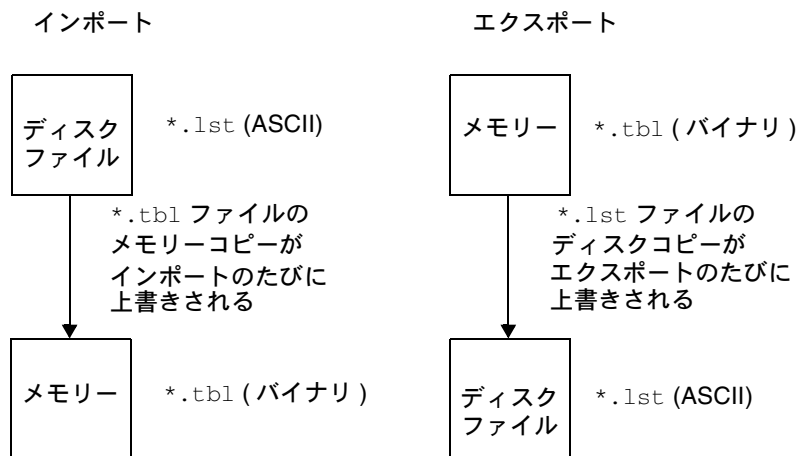 インポート
ディスク
ファイル
*.lst (ASCII)
*.tbl ファイルの
メモリーコピーが
インポートのたびに
上書きされる
メモリー
*.tbl ( バイナリ )
エクスポート
メモリー
*.tbl ( バイナリ )
*.lst ファイルの
ディスクコピーが
エクスポートのたびに
上書きされる
ディスク
ファイル
*.lst (ASCII)